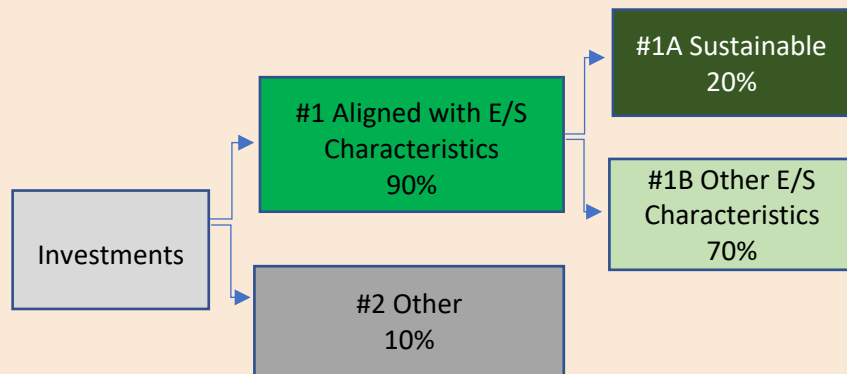 #1A Sustainable
20%
#1 Aligned with E/S
Characteristics
90%
#1B Other E/S
Characteristics
70%
Investments
#2 Other
10%